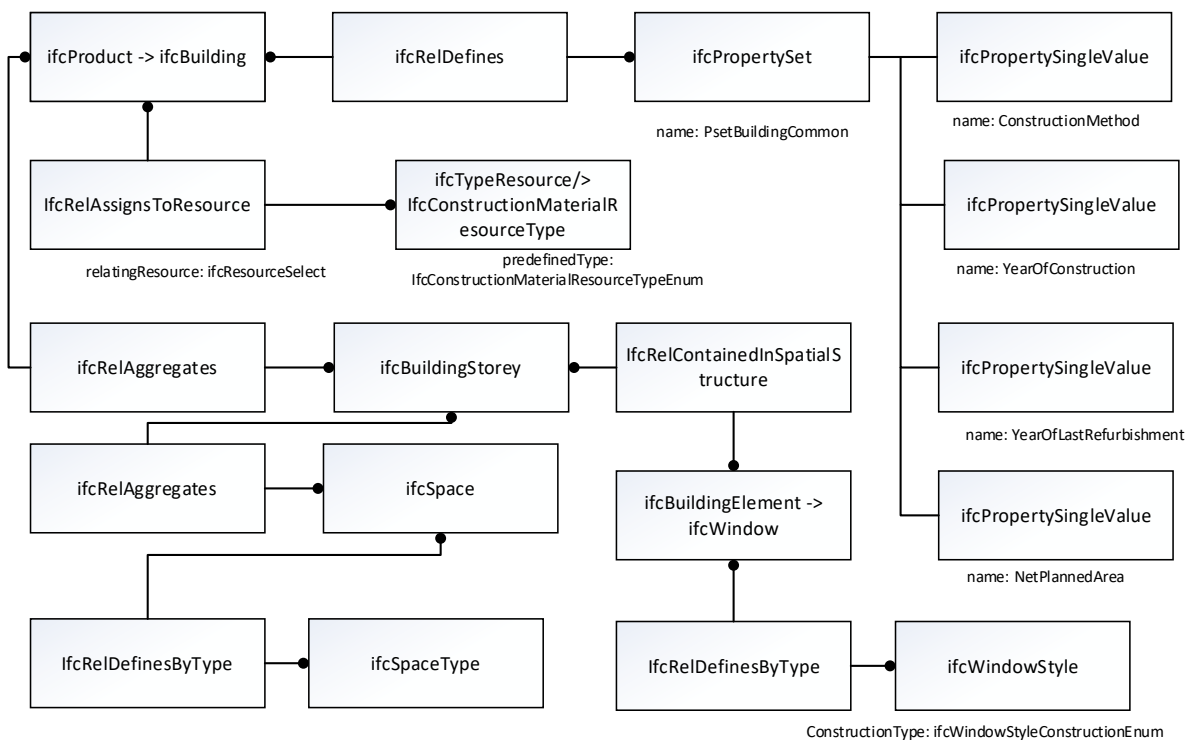 ifcProduct -> ifcBuilding
ifcRelDefines
ifcPropertySet
ifcPropertySingleValue
name: PsetBuildingCommon
name: ConstructionMethod
IfcRelAssignsToResource
ifcTypeResource/>
IfcConstructionMaterialR
esourceType
ifcPropertySingleValue
relatingResource: ifcResourceSelect
predefinedType:
IfcConstructionMaterialResourceTypeEnum
name: YearOfConstruction
ifcRelAggregates
ifcBuildingStorey
IfcRelContainedInSpatialS
tructure
ifcPropertySingleValue
name: YearOfLastRefurbishment
ifcRelAggregates
ifcSpace
ifcBuildingElement ->
ifcWindow
ifcPropertySingleValue
name: NetPlannedArea
IfcRelDefinesByType
ifcSpaceType
IfcRelDefinesByType
ifcWindowStyle
ConstructionType: ifcWindowStyleConstructionEnum